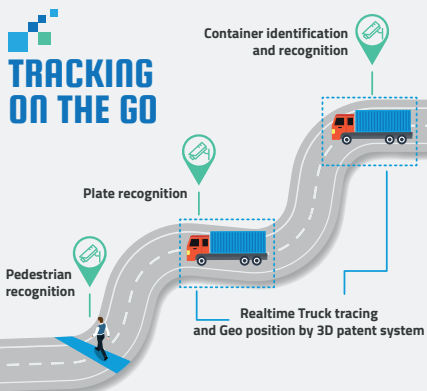 TRACKING
ON THE GO
Container identification
and recognition
Plate recognition
Pedestrian
recognition
Realtime Truck tracing
and Geo position by 3D patent system